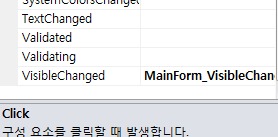 SystemColorsChanged
TextChanged
Validated
Validating
VisibleChanged MainForm_VisibleChan
Click
구성 요소를 클릭할 때 발생합니다.